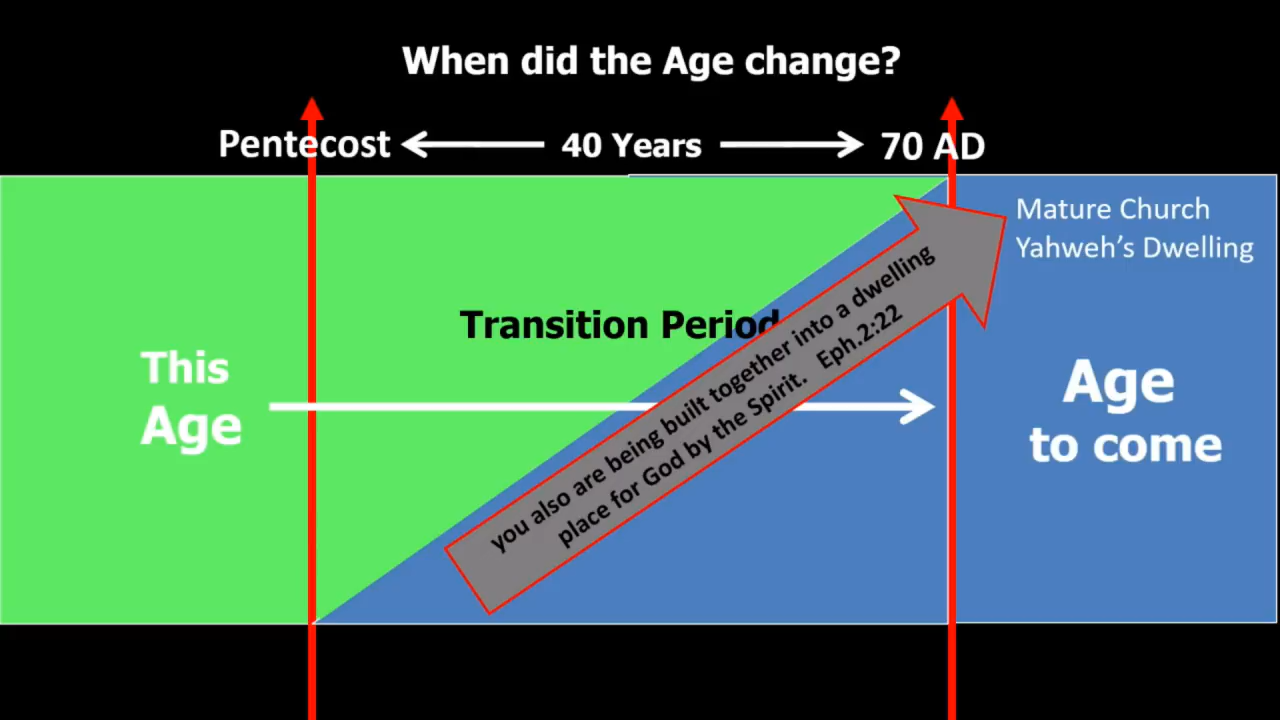 When did the Age change?
Pentecost 40 Years 70 AD
Mature Church
Yahweh’s Dwelling
Transition Period
This
Age
you also are being built together into a dwelling
place for God by the Spirit. Eph.2:22
Age
to come